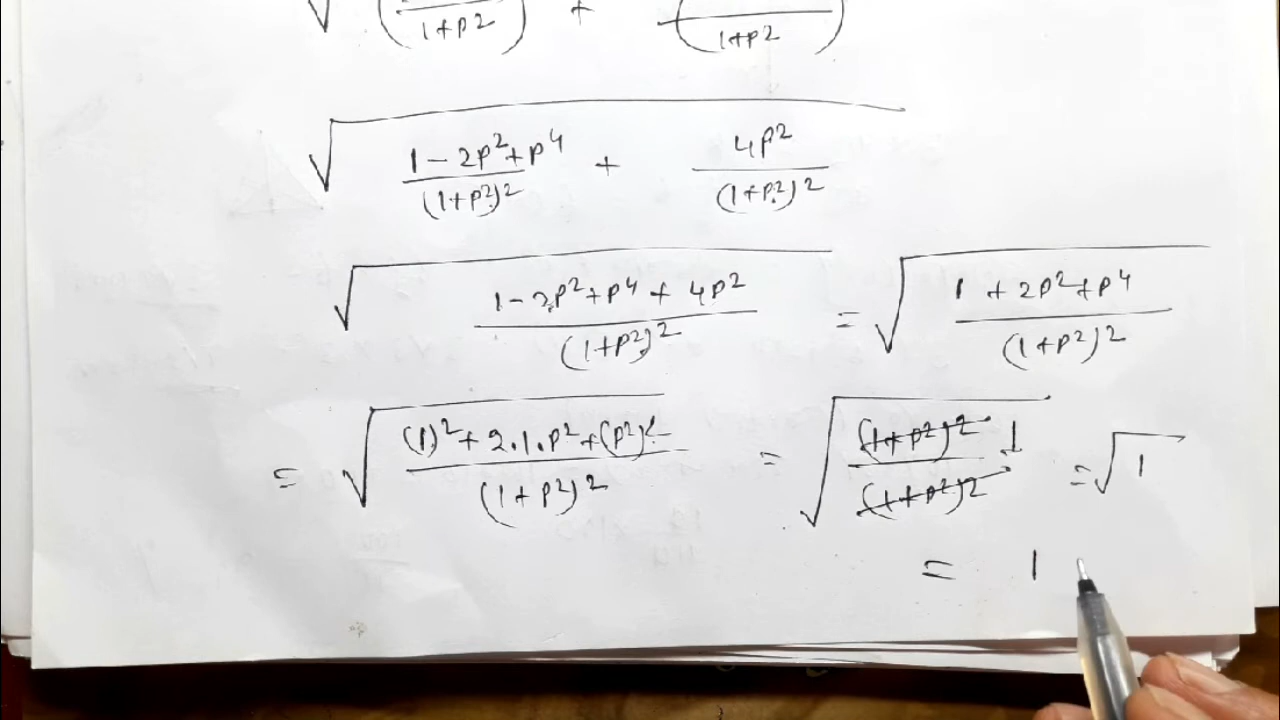 √ ( / 1+p2 ) + ( / 1+p2 )
√ (1-2p²+p⁴)/(1+p²)² + 4p²/(1+p²)²
√ (1-2p²+p⁴+4p²)/(1+p²)² = √ (1+2p²+p⁴)/(1+p²)²
= √ ((1)²+2.1.p²+(p²)²)/(1+p²)² = √ (1+p²)²/(1+p²)² 1 = √1
= 1